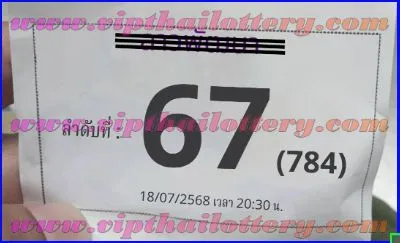 www.vipthailottery.com
www.vipthailottery.com
ลำดับที่ : 67 (784)
18/07/2568 เวลา 20:30 น.
www.vipthailottery.com